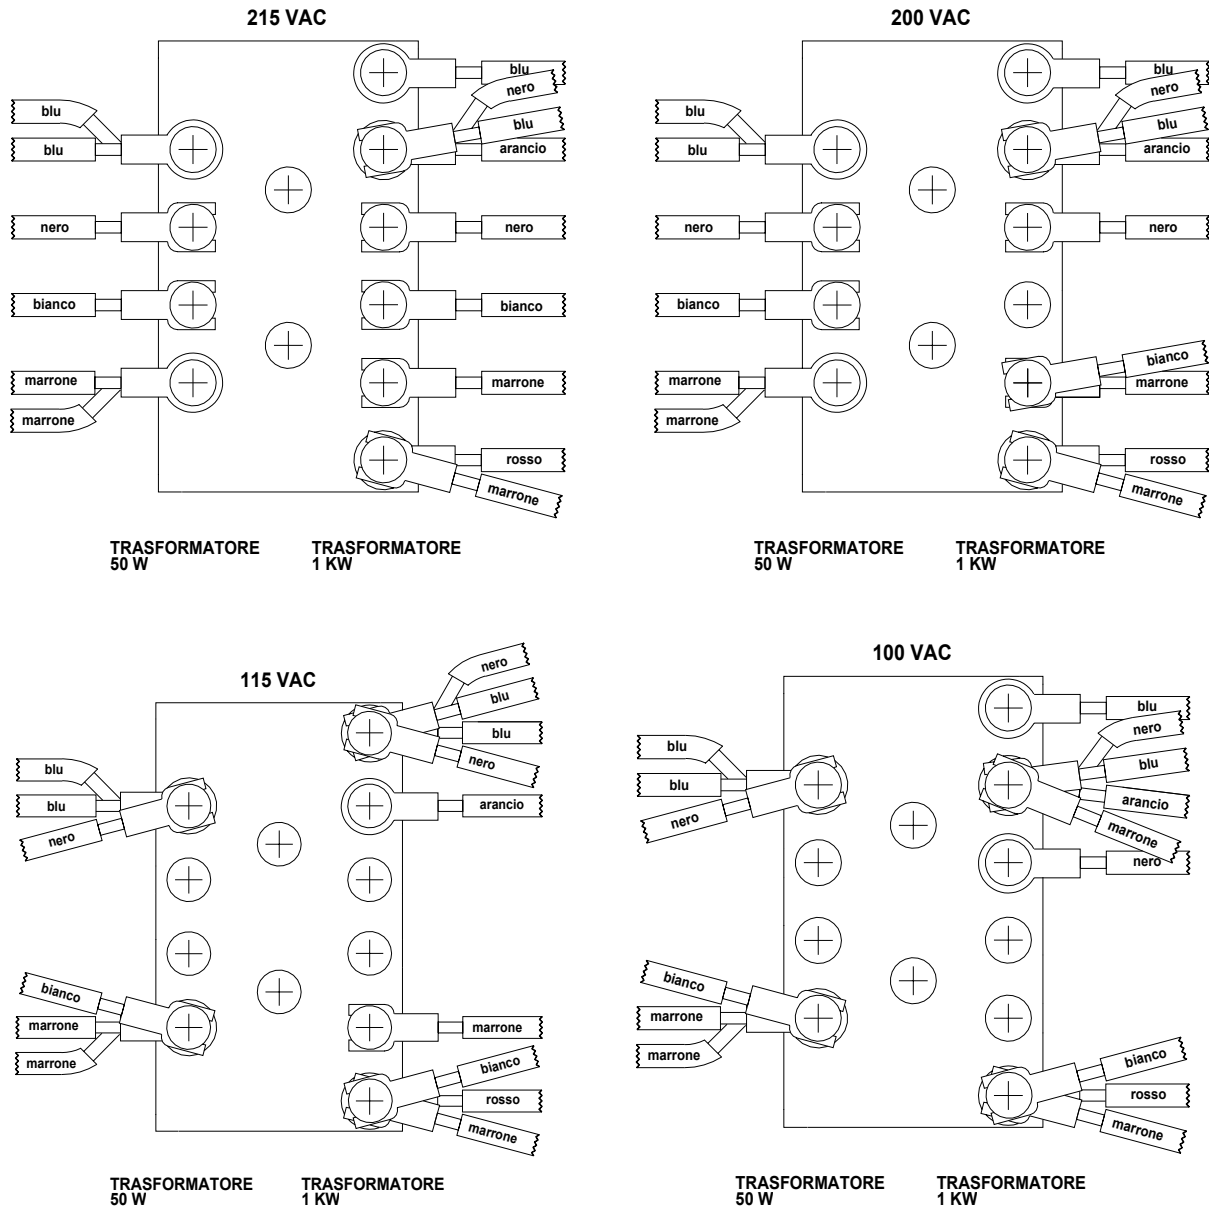 215 VAC
blu
nero
blu
arancio
blu
blu
nero
nero
bianco
bianco
marrone
marrone
marrone
rosso
marrone
TRASFORMATORE
50 W
TRASFORMATORE
1 KW
200 VAC
blu
nero
blu
arancio
blu
blu
nero
nero
bianco
bianco
marrone
marrone
marrone
rosso
marrone
TRASFORMATORE
50 W
TRASFORMATORE
1 KW
115 VAC
nero
blu
blu
nero
blu
blu
nero
arancio
bianco
marrone
marrone
marrone
bianco
rosso
marrone
TRASFORMATORE
50 W
TRASFORMATORE
1 KW
100 VAC
blu
nero
blu
arancio
marrone
nero
blu
blu
nero
bianco
marrone
marrone
bianco
rosso
marrone
TRASFORMATORE
50 W
TRASFORMATORE
1 KW